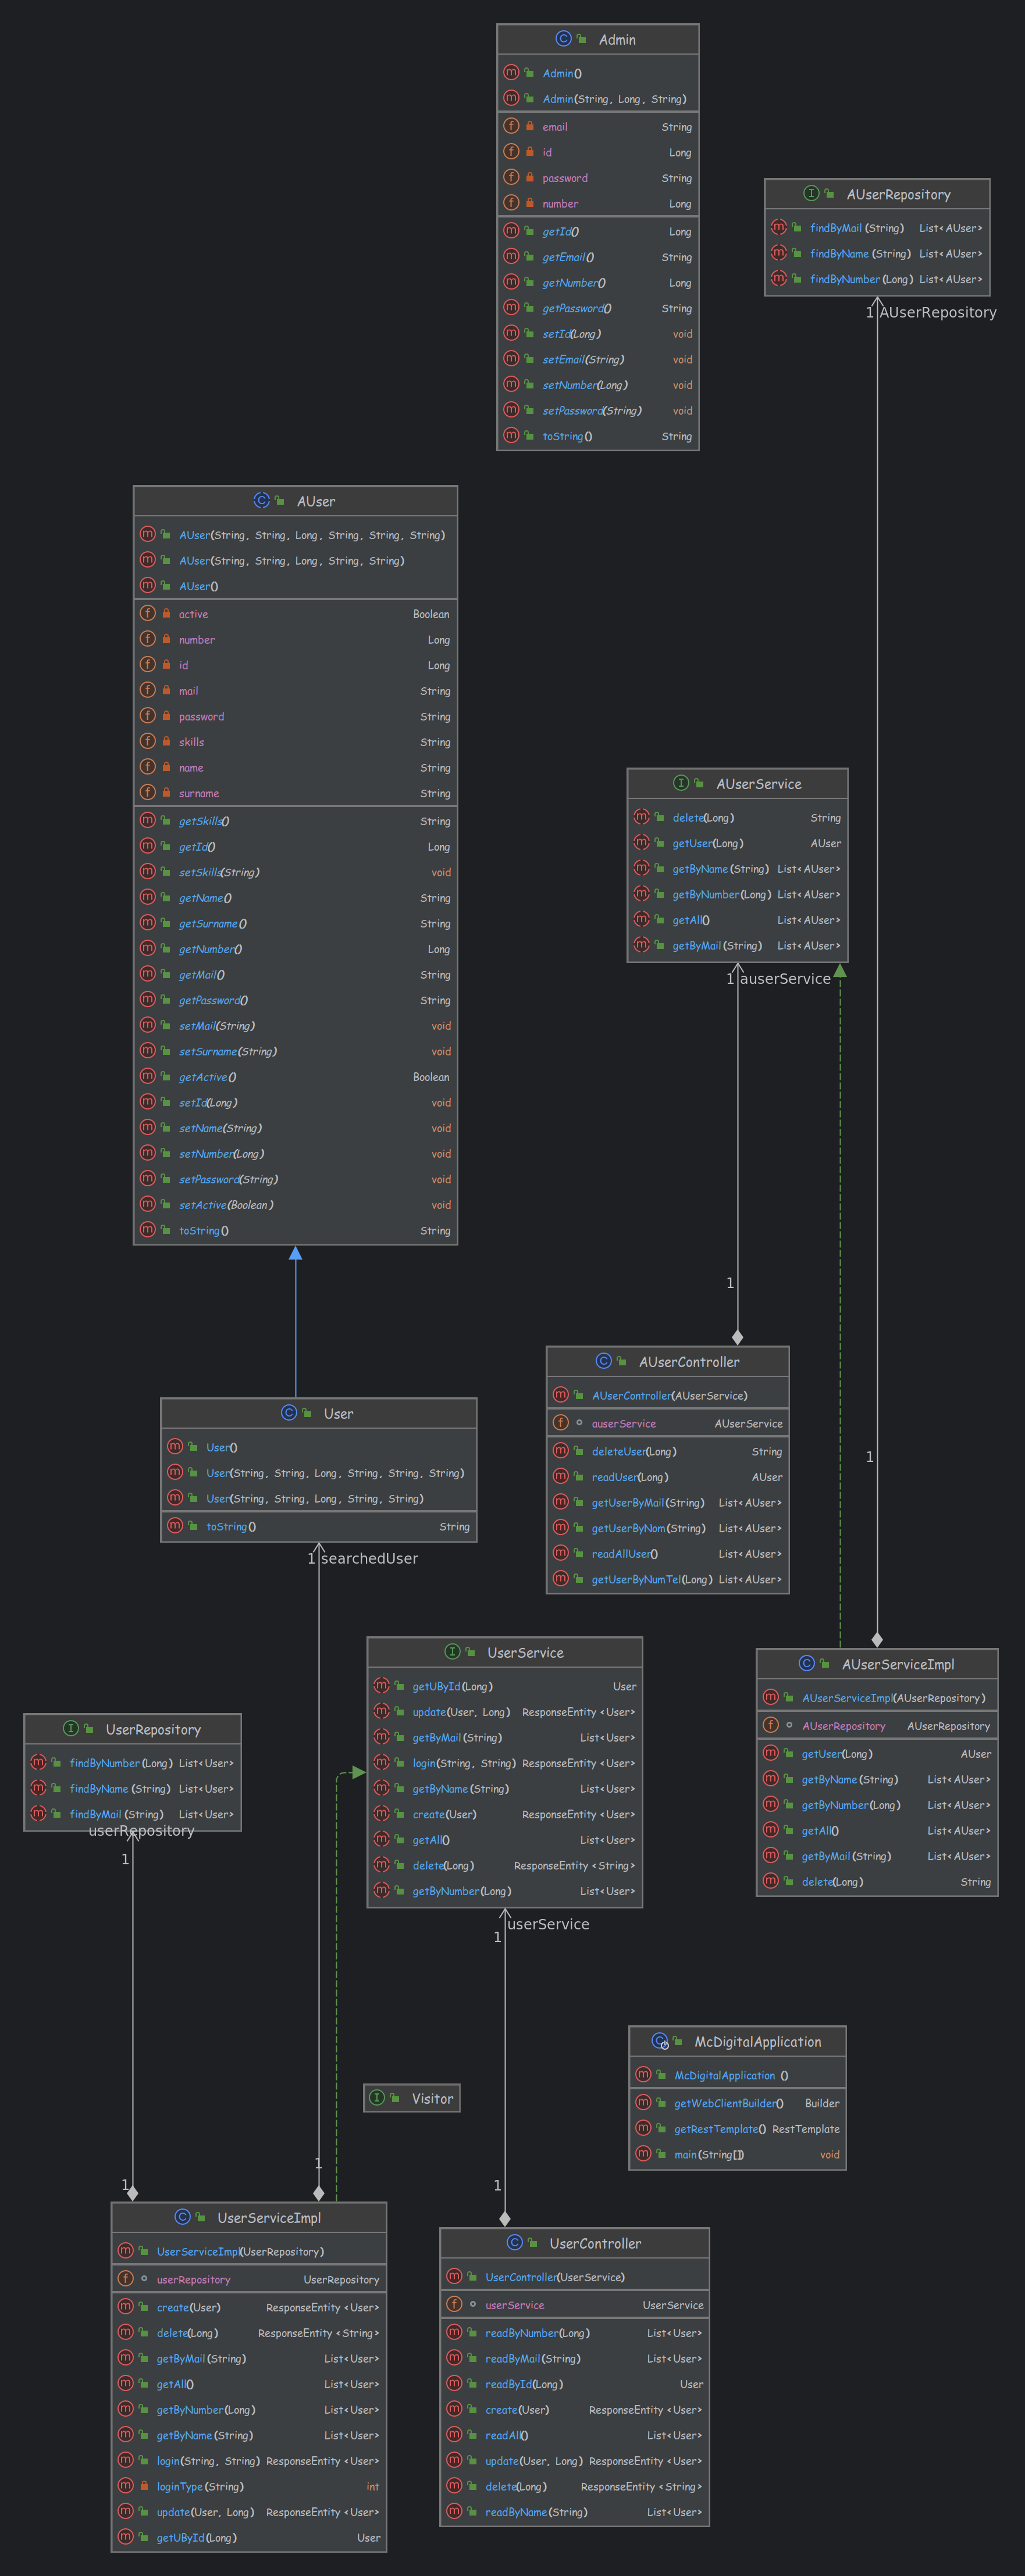 Admin
Admin()
Admin(String, Long, String)
email String
id Long
password String
number Long
getId() Long
getEmail() String
getNumber() Long
getPassword() String
setId(Long) void
setEmail(String) void
setNumber(Long) void
setPassword(String) void
toString() String
AUserRepository
findByMail(String) List<AUser>
findByName(String) List<AUser>
findByNumber(Long) List<AUser>
1 AUserRepository
AUser
AUser(String, String, Long, String, String, String)
AUser(String, String, Long, String, String)
AUser()
active Boolean
number Long
id Long
mail String
password String
skills String
name String
surname String
getSkills() String
getId() Long
setSkills(String) void
getName() String
getSurname() String
getNumber() Long
getMail() String
getPassword() String
setMail(String) void
setSurname(String) void
getActive() Boolean
setId(Long) void
setName(String) void
setNumber(Long) void
setPassword(String) void
setActive(Boolean) void
toString() String
AUserService
delete(Long) String
getUser(Long) AUser
getByName(String) List<AUser>
getByNumber(Long) List<AUser>
getAll() List<AUser>
getByMail(String) List<AUser>
1 auserService
1
AUserController
AUserController(AUserService)
auserService AUserService
deleteUser(Long) String
readUser(Long) AUser
getUserByMail(String) List<AUser>
getUserByNom(String) List<AUser>
readAllUser() List<AUser>
getUserByNumTel(Long) List<AUser>
1
User
User()
User(String, String, Long, String, String, String)
User(String, String, Long, String, String)
toString() String
1 searchedUser
UserService
getUById(Long) User
update(User, Long) ResponseEntity<User>
getByMail(String) List<User>
login(String, String) ResponseEntity<User>
getByName(String) List<User>
create(User) ResponseEntity<User>
getAll() List<User>
delete(Long) ResponseEntity<String>
getByNumber(Long) List<User>
userService
1
AUserServiceImpl
AUserServiceImpl(AUserRepository)
AUserRepository AUserRepository
getUser(Long) AUser
getByName(String) List<AUser>
getByNumber(Long) List<AUser>
getAll() List<AUser>
getByMail(String) List<AUser>
delete(Long) String
UserRepository
findByNumber(Long) List<User>
findByName(String) List<User>
findByMail(String) List<User>
userRepository
1
McDigitalApplication
McDigitalApplication()
getWebClientBuilder() Builder
getRestTemplate() RestTemplate
main(String[]) void
Visitor
1
1
1
UserServiceImpl
UserServiceImpl(UserRepository)
userRepository UserRepository
create(User) ResponseEntity<User>
delete(Long) ResponseEntity<String>
getByMail(String) List<User>
getAll() List<User>
getByNumber(Long) List<User>
getByName(String) List<User>
login(String, String) ResponseEntity<User>
loginType(String) int
update(User, Long) ResponseEntity<User>
getUById(Long) User
UserController
UserController(UserService)
userService UserService
readByNumber(Long) List<User>
readByMail(String) List<User>
readById(Long) User
create(User) ResponseEntity<User>
readAll() List<User>
update(User, Long) ResponseEntity<User>
delete(Long) ResponseEntity<String>
readByName(String) List<User>